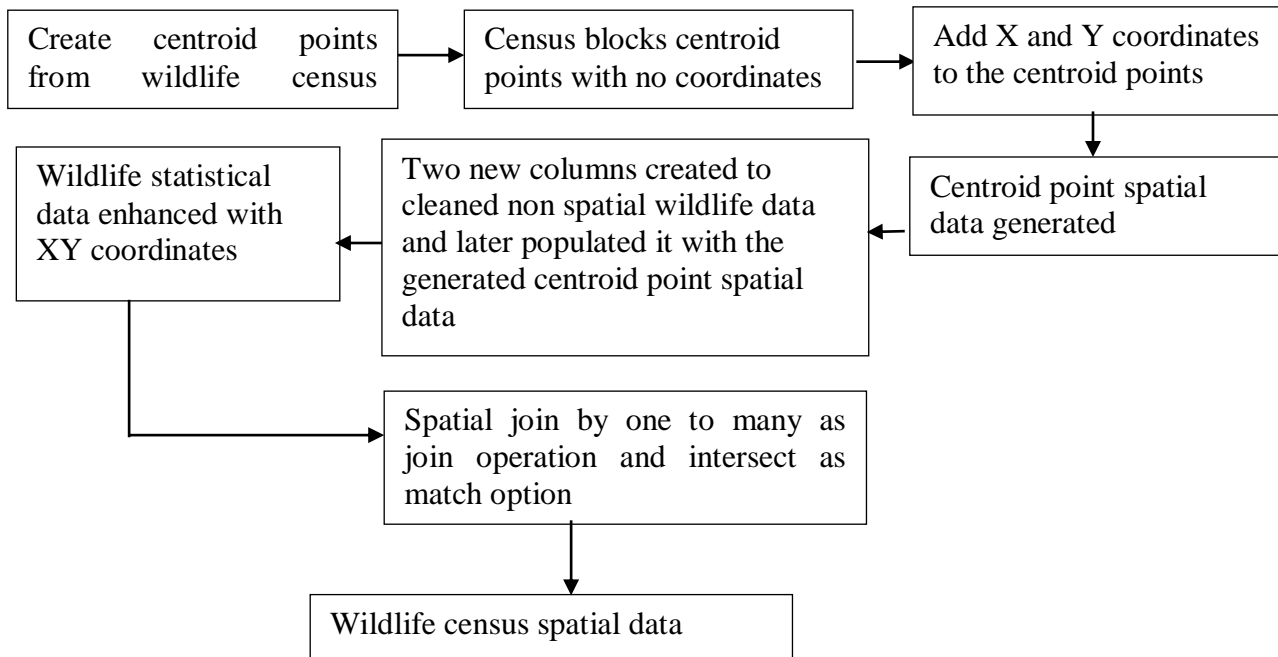 Create centroid points
from wildlife census
Census blocks centroid
points with no coordinates
Add X and Y coordinates
to the centroid points
Centroid point spatial
data generated
Two new columns created to
cleaned non spatial wildlife data
and later populated it with the
generated centroid point spatial
data
Wildlife statistical
data enhanced with
XY coordinates
Spatial join by one to many as
join operation and intersect as
match option
Wildlife census spatial data